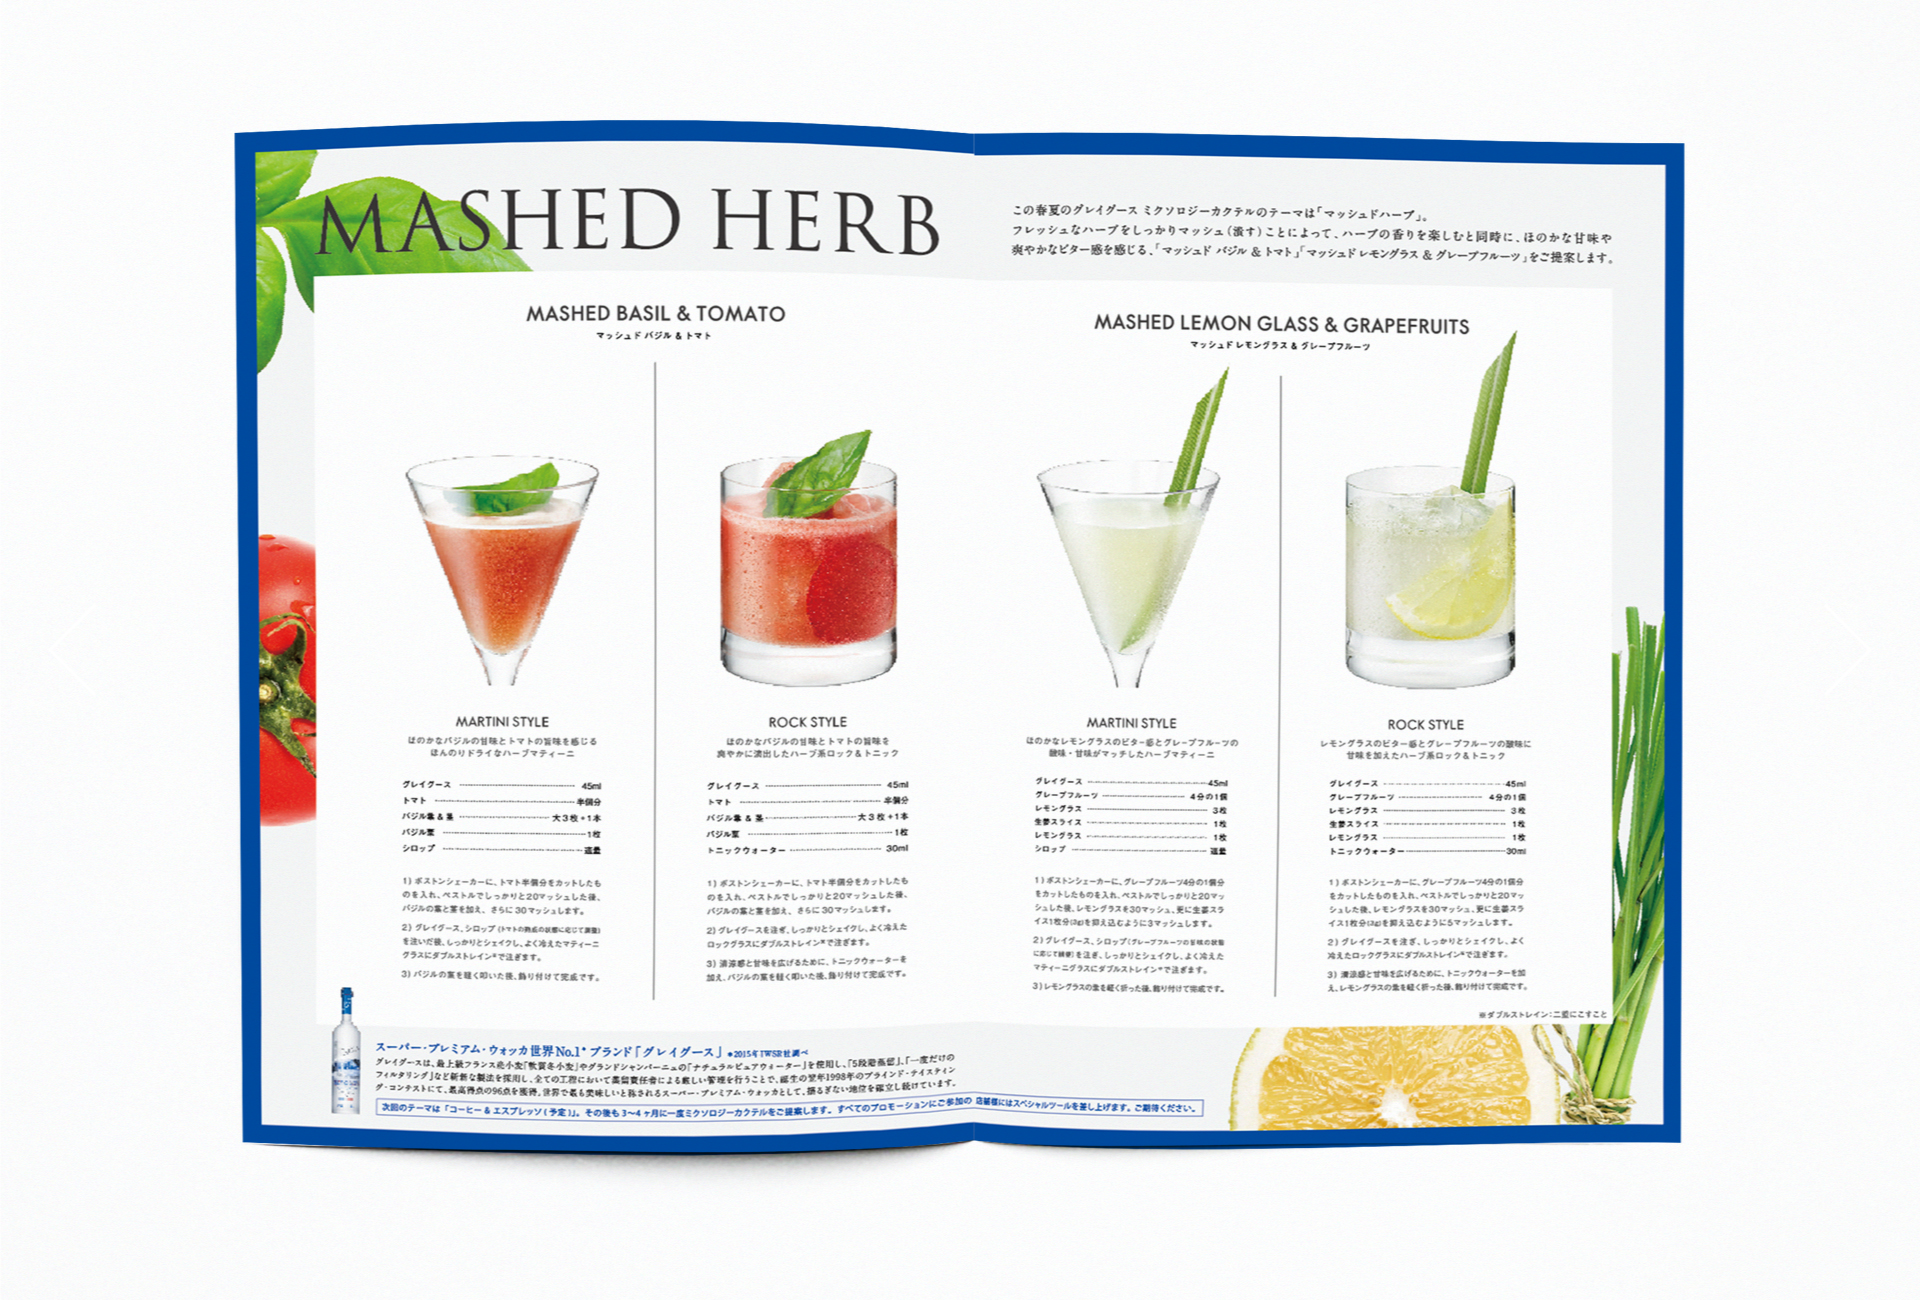 MASHED HERB
この春夏のグレイグース ミクソロジーカクテルのテーマは「マッシュドハーブ」。
フレッシュなハーブをしっかりマッシュ(潰す)ことによって、ハーブの香りを楽しむと同時に、ほのかな甘味や
爽やかなビター感を感じる、「マッシュド バジル & トマト」「マッシュド レモングラス & グレープフルーツ」をご提案します。
MASHED BASIL & TOMATO
マッシュド バジル & トマト
MARTINI STYLE
ほのかなバジルの甘味とトマトの旨味を感じる
ほんのりドライなハーブマティーニ
グレイグース 45ml
トマト 半個分
バジル葉 & 茎 大3枚+1本
バジル葉 1枚
シロップ 適量
1) ボストンシェーカーに、トマト半個分をカットしたも
のを入れ、ペストルでしっかりと20マッシュした後、
バジルの葉と茎を加え、さらに30マッシュします。
2) グレイグース、シロップ (トマトの熟成の状態に応じて調整)
を注いだ後、しっかりとシェイクし、よく冷えたマティーニ
グラスにダブルストレイン※で注ぎます。
3) バジルの葉を軽く叩いた後、飾り付けて完成です。
ROCK STYLE
ほのかなバジルの甘味とトマトの旨味を
爽やかに演出したハーブ系ロック&トニック
グレイグース 45ml
トマト 半個分
バジル葉 & 茎 大3枚+1本
バジル葉 1枚
トニックウォーター 30ml
1) ボストンシェーカーに、トマト半個分をカットしたも
のを入れ、ペストルでしっかりと20マッシュした後、
バジルの葉と茎を加え、さらに30マッシュします。
2) グレイグースを注ぎ、しっかりとシェイクし、よく冷えた
ロックグラスにダブルストレイン※で注ぎます。
3) 清涼感と甘味を広げるために、トニックウォーターを
加え、バジルの葉を軽く叩いた後、飾り付けて完成です。
MASHED LEMON GLASS & GRAPEFRUITS
マッシュド レモングラス & グレープフルーツ
MARTINI STYLE
ほのかなレモングラスのビター感とグレープフルーツの
酸味・甘味がマッチしたハーブマティーニ
グレイグース 45ml
グレープフルーツ 4分の1個
レモングラス 3枚
生姜スライス 1枚
レモングラス 1枚
シロップ 適量
1) ボストンシェーカーに、グレープフルーツ4分の1個分
をカットしたものを入れ、ペストルでしっかりと20マッ
シュした後、レモングラスを30マッシュ、更に生姜スラ
イス1枚分(3g)を抑え込むように3マッシュします。
2) グレイグース、シロップ(グレープフルーツの甘味の状態
に応じて調整)を注ぎ、しっかりとシェイクし、よく冷えた
マティーニグラスにダブルストレイン※で注ぎます。
3) レモングラスの葉を軽く折った後、飾り付けて完成です。
ROCK STYLE
レモングラスのビター感とグレープフルーツの酸味に
甘味を加えたハーブ系ロック&トニック
グレイグース 45ml
グレープフルーツ 4分の1個
レモングラス 3枚
生姜スライス 1枚
レモングラス 1枚
トニックウォーター 30ml
1) ボストンシェーカーに、グレープフルーツ4分の1個分
をカットしたものを入れ、ペストルでしっかりと20マッ
シュした後、レモングラスを30マッシュ、更に生姜スラ
イス1枚分(3g)を抑え込むように5マッシュします。
2) グレイグースを注ぎ、しっかりとシェイクし、よく
冷えたロックグラスにダブルストレイン※で注ぎます。
3) 清涼感と甘味を広げるために、トニックウォーターを加
え、レモングラスの葉を軽く折った後、飾り付けて完成です。
※ダブルストレイン:二重にこすこと
スーパー・プレミアム・ウォッカ世界No.1*ブランド「グレイグース」 *2015年IWSR社調べ
グレイグースは、最上級フランス産小麦「軟質冬小麦」やグランドシャンパーニュの「ナチュラルピュアウォーター」を使用し、「5段階蒸留」、「一度だけの
フィルタリング」など斬新な製法を採用し、全ての工程において蒸留責任者による厳しい管理を行うことで、誕生の翌年1998年のブラインド・テイスティン
グ・コンテストにて、最高得点の96点を獲得。世界で最も美味しいと称されるスーパー・プレミアム・ウォッカとして、揺るぎない地位を確立し続けています。
次回のテーマは「コーヒー&エスプレッソ(予定)」。その後も3〜4ヶ月に一度ミクソロジーカクテルをご提案します。すべてのプロモーションにご参加の 店舗様にはスペシャルツールを差し上げます。ご期待ください。